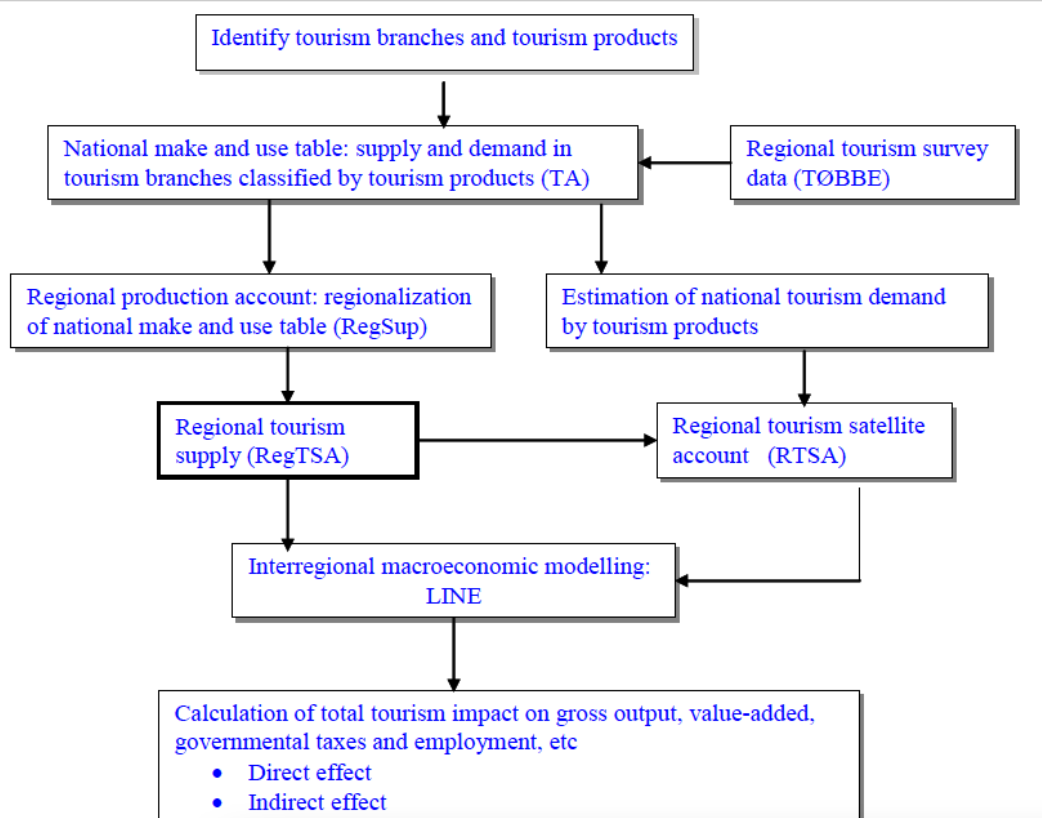 Identify tourism branches and tourism products
National make and use table: supply and demand in
tourism branches classified by tourism products (TA)
Regional tourism survey
data (TØBBE)
Regional production account: regionalization
of national make and use table (RegSup)
Estimation of national tourism demand
by tourism products
Regional tourism
supply (RegTSA)
Regional tourism satellite
account (RTSA)
Interregional macroeconomic modelling:
LINE
Calculation of total tourism impact on gross output, value-added,
governmental taxes and employment, etc
• Direct effect
• Indirect effect